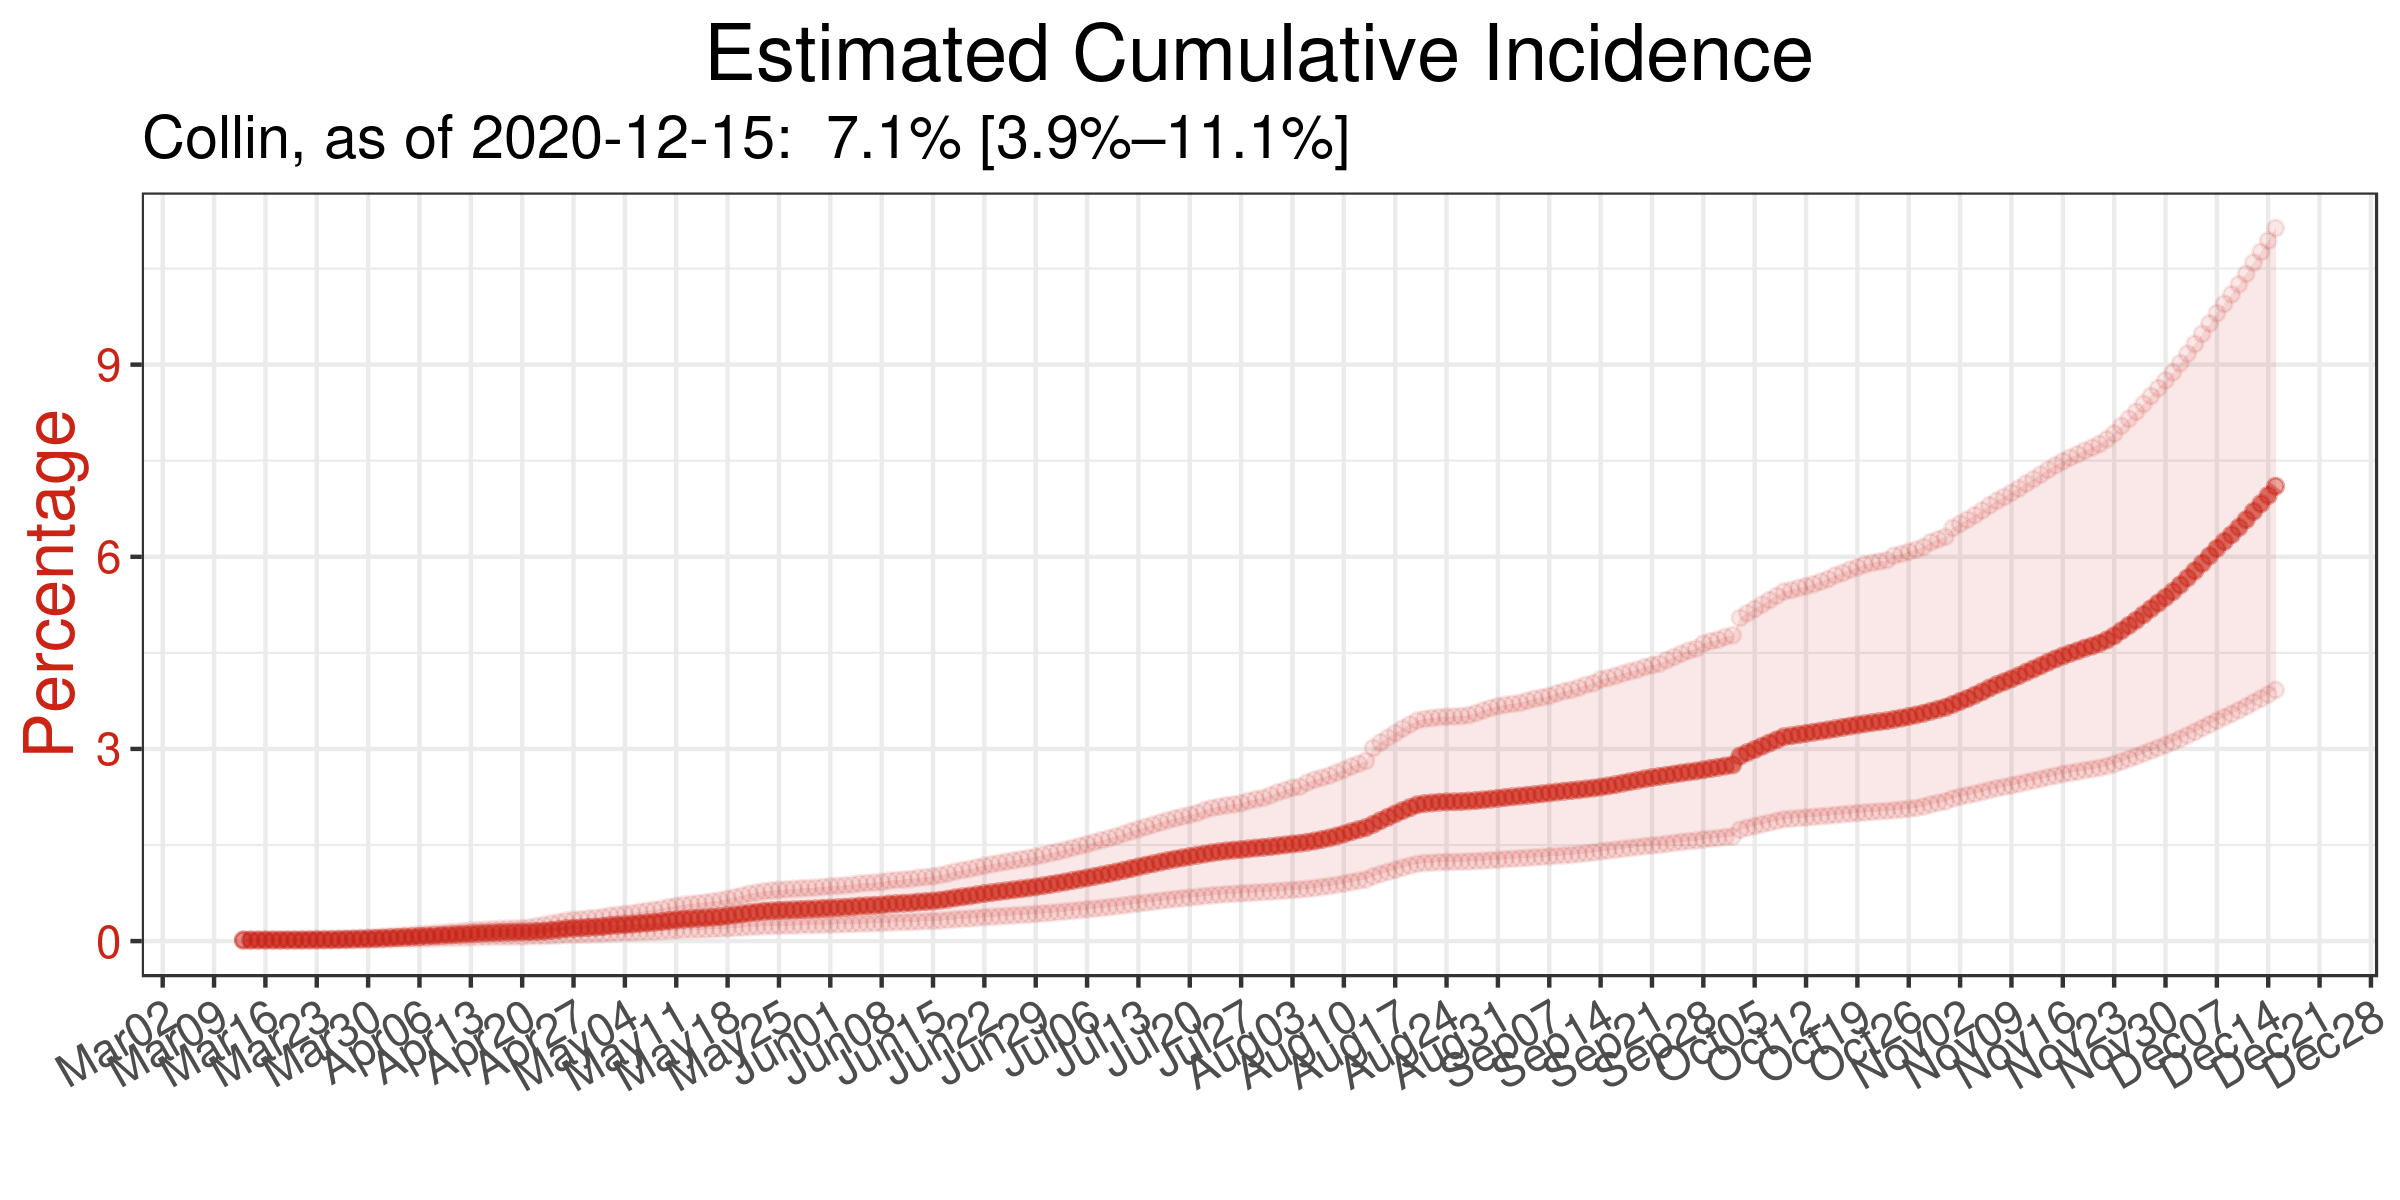 Estimated Cumulative Incidence
Collin, as of 2020-12-15:  7.1% [3.9%–11.1%]
Percentage
9
6
3
0
Mar02
Mar09
Mar16
Mar23
Mar30
Apr06
Apr13
Apr20
Apr27
May04
May11
May18
May25
Jun01
Jun08
Jun15
Jun22
Jun29
Jul06
Jul13
Jul20
Jul27
Aug03
Aug10
Aug17
Aug24
Aug31
Sep07
Sep14
Sep21
Sep28
Oct05
Oct12
Oct19
Oct26
Nov02
Nov09
Nov16
Nov23
Nov30
Dec07
Dec14
Dec21
Dec28